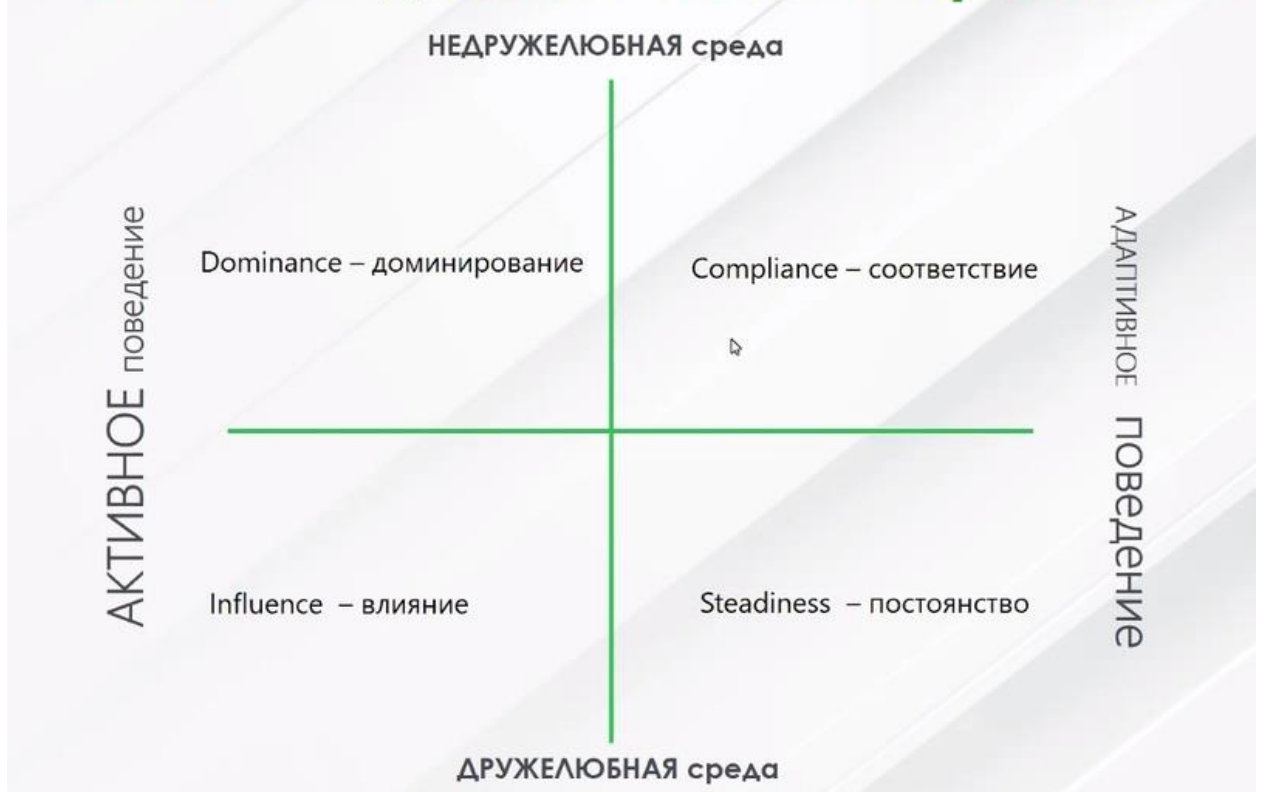 НЕДРУЖЕЛЮБНАЯ среда
АКТИВНОЕ поведение
Dominance – доминирование
Compliance – соответствие
АДАПТИВНОЕ поведение
Influence – влияние
Steadiness – постоянство
ДРУЖЕЛЮБНАЯ среда